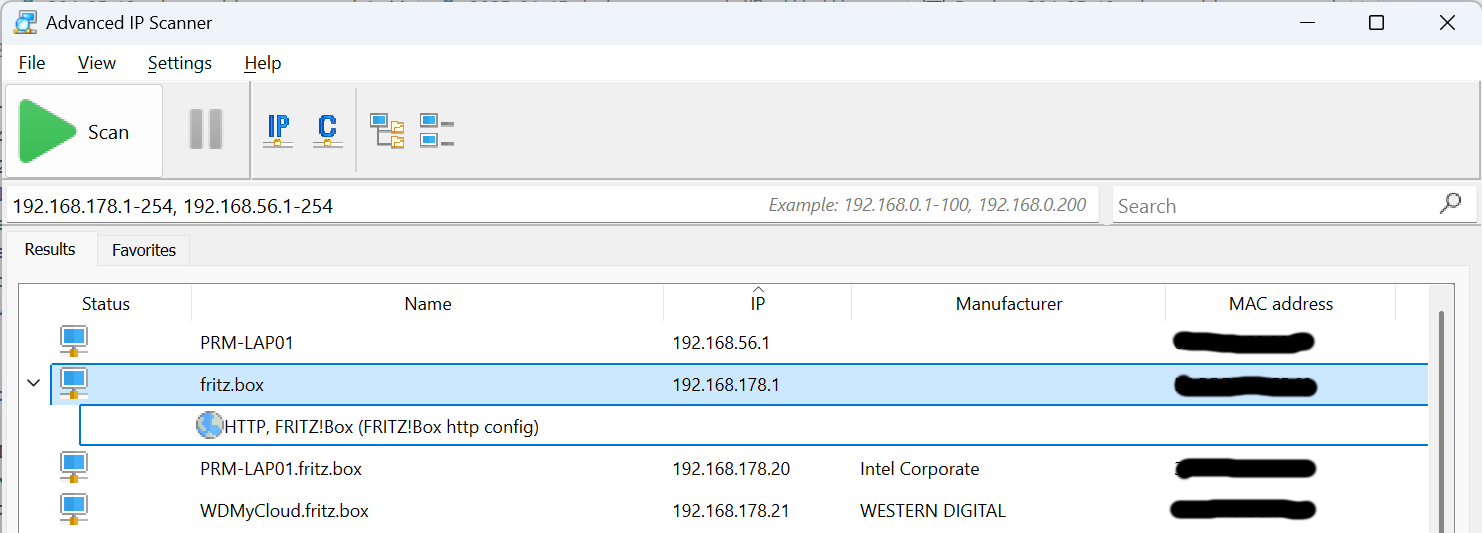 Advanced IP Scanner
File View Settings Help
Scan IP C
192.168.178.1-254, 192.168.56.1-254 Example: 192.168.0.1-100, 192.168.0.200 Search
Results Favorites
Status Name IP Manufacturer MAC address
PRM-LAP01 192.168.56.1
fritz.box 192.168.178.1
HTTP, FRITZ!Box (FRITZ!Box http config)
PRM-LAP01.fritz.box 192.168.178.20 Intel Corporate
WDMyCloud.fritz.box 192.168.178.21 WESTERN DIGITAL